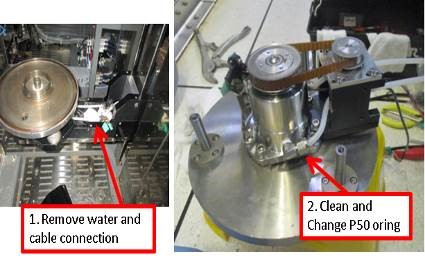 1. Remove water and
cable connection
2. Clean and
Change P50 oring